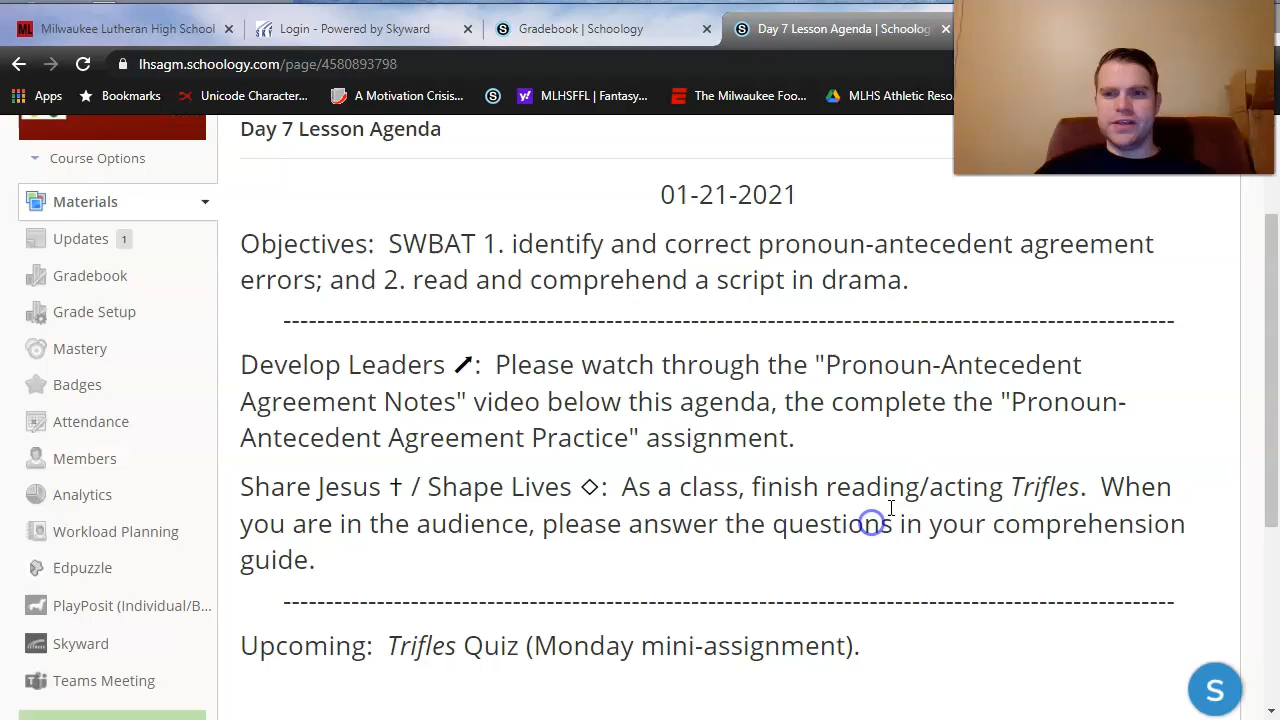 Milwaukee Lutheran High School
Login - Powered by Skyward
Gradebook | Schoology
Day 7 Lesson Agenda | Schoology
lhsagm.schoology.com/page/4580893798
Apps
Bookmarks
Unicode Character...
A Motivation Crisis...
MLHSFFL | Fantasy...
The Milwaukee Foo...
MLHS Athletic Reso...
Day 7 Lesson Agenda
Course Options
Materials
Updates 1
Gradebook
Grade Setup
Mastery
Badges
Attendance
Members
Analytics
Workload Planning
Edpuzzle
PlayPosit (Individual/B...
Skyward
Teams Meeting
01-21-2021
Objectives: SWBAT 1. identify and correct pronoun-antecedent agreement
errors; and 2. read and comprehend a script in drama.
--------------------------------------------------------------------------------------------
Develop Leaders ⬈: Please watch through the "Pronoun-Antecedent
Agreement Notes" video below this agenda, the complete the "Pronoun-
Antecedent Agreement Practice" assignment.
Share Jesus † / Shape Lives ◇: As a class, finish reading/acting Trifles. When
you are in the audience, please answer the questions in your comprehension
guide.
--------------------------------------------------------------------------------------------
Upcoming: Trifles Quiz (Monday mini-assignment).
S